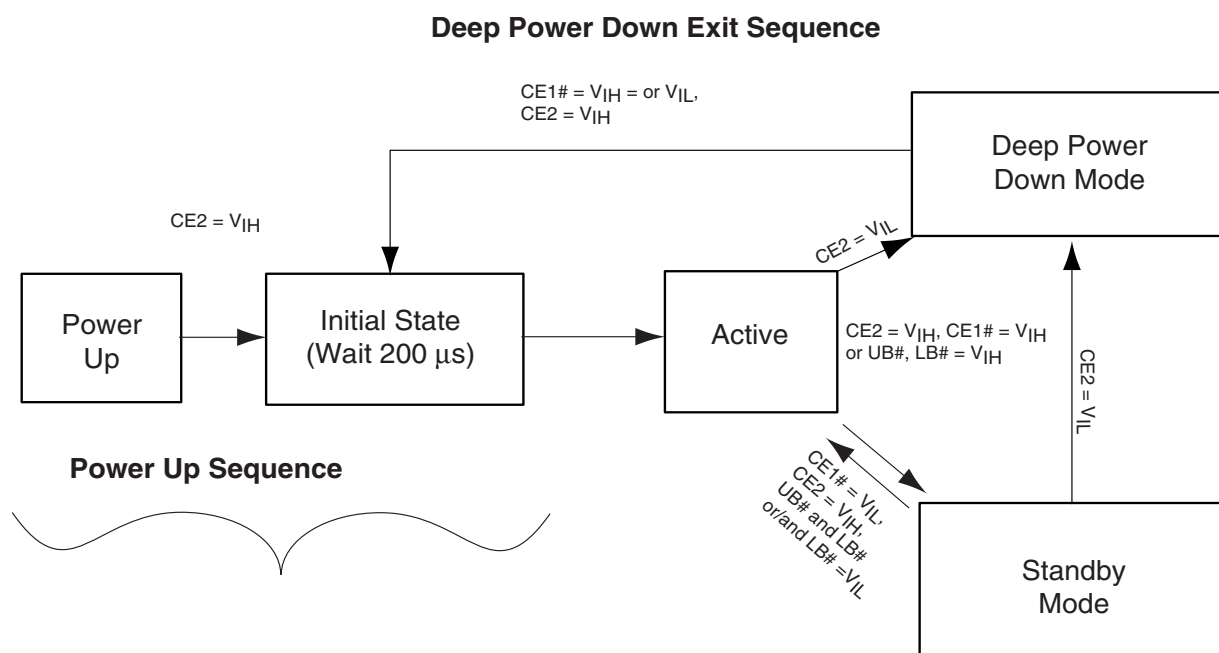 Deep Power Down Exit Sequence
CE1# = VIH = or VIL,
CE2 = VIH
Deep Power
Down Mode
CE2 = VIH
CE2 = VIL
Power
Up
Initial State
(Wait 200 μs)
Active
CE2 = VIH, CE1# = VIH
or UB#, LB# = VIH
CE2 = VIL
Power Up Sequence
CE1# = VIL,
CE2 = VIH,
UB# and LB#
or/and LB# =VIL
Standby
Mode